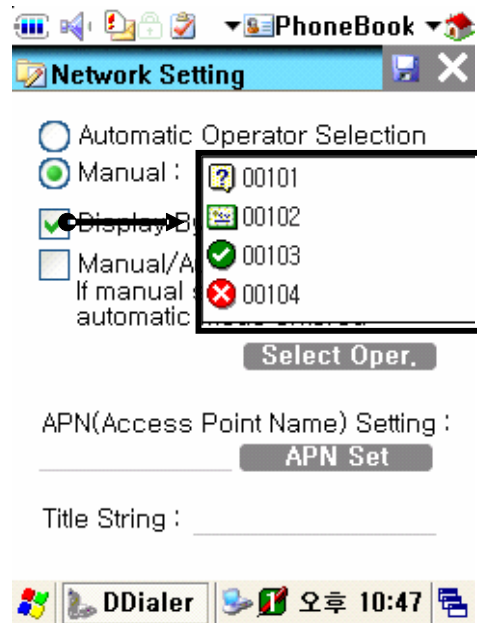 PhoneBook
Network Setting
Automatic Operator Selection
Manual :
00101
Display B
00102
Manual/A
00103
If manual
00104
automatic
Select Oper.
APN(Access Point Name) Setting :
APN Set
Title String :
DDialer
오후 10:47